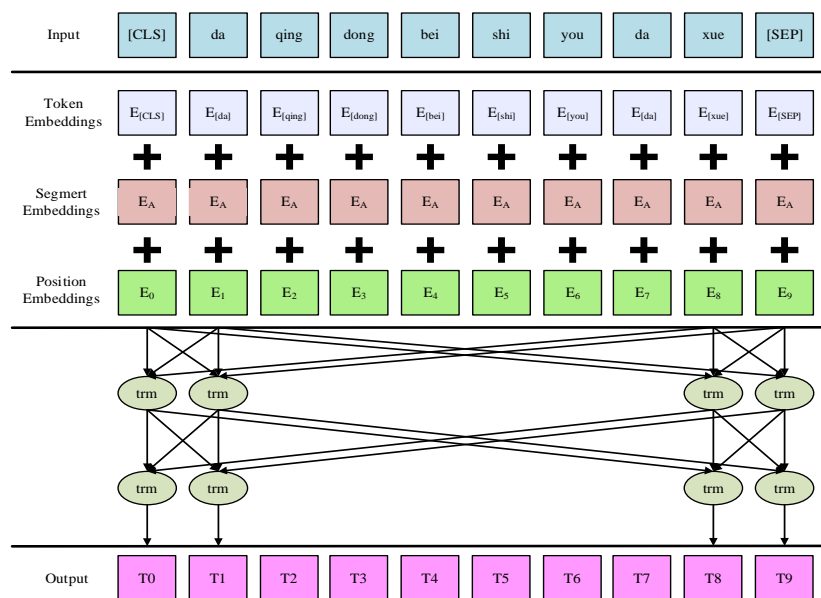 Input [CLS] da qing dong bei shi you da xue [SEP]
Token Embeddings E[CLS] E[da] E[qing] E[dong] E[bei] E[shi] E[you] E[da] E[xue] E[SEP]
Segmert Embeddings EA EA EA EA EA EA EA EA EA EA
Position Embeddings E0 E1 E2 E3 E4 E5 E6 E7 E8 E9
trm trm trm trm
trm trm trm trm
Output T0 T1 T2 T3 T4 T5 T6 T7 T8 T9